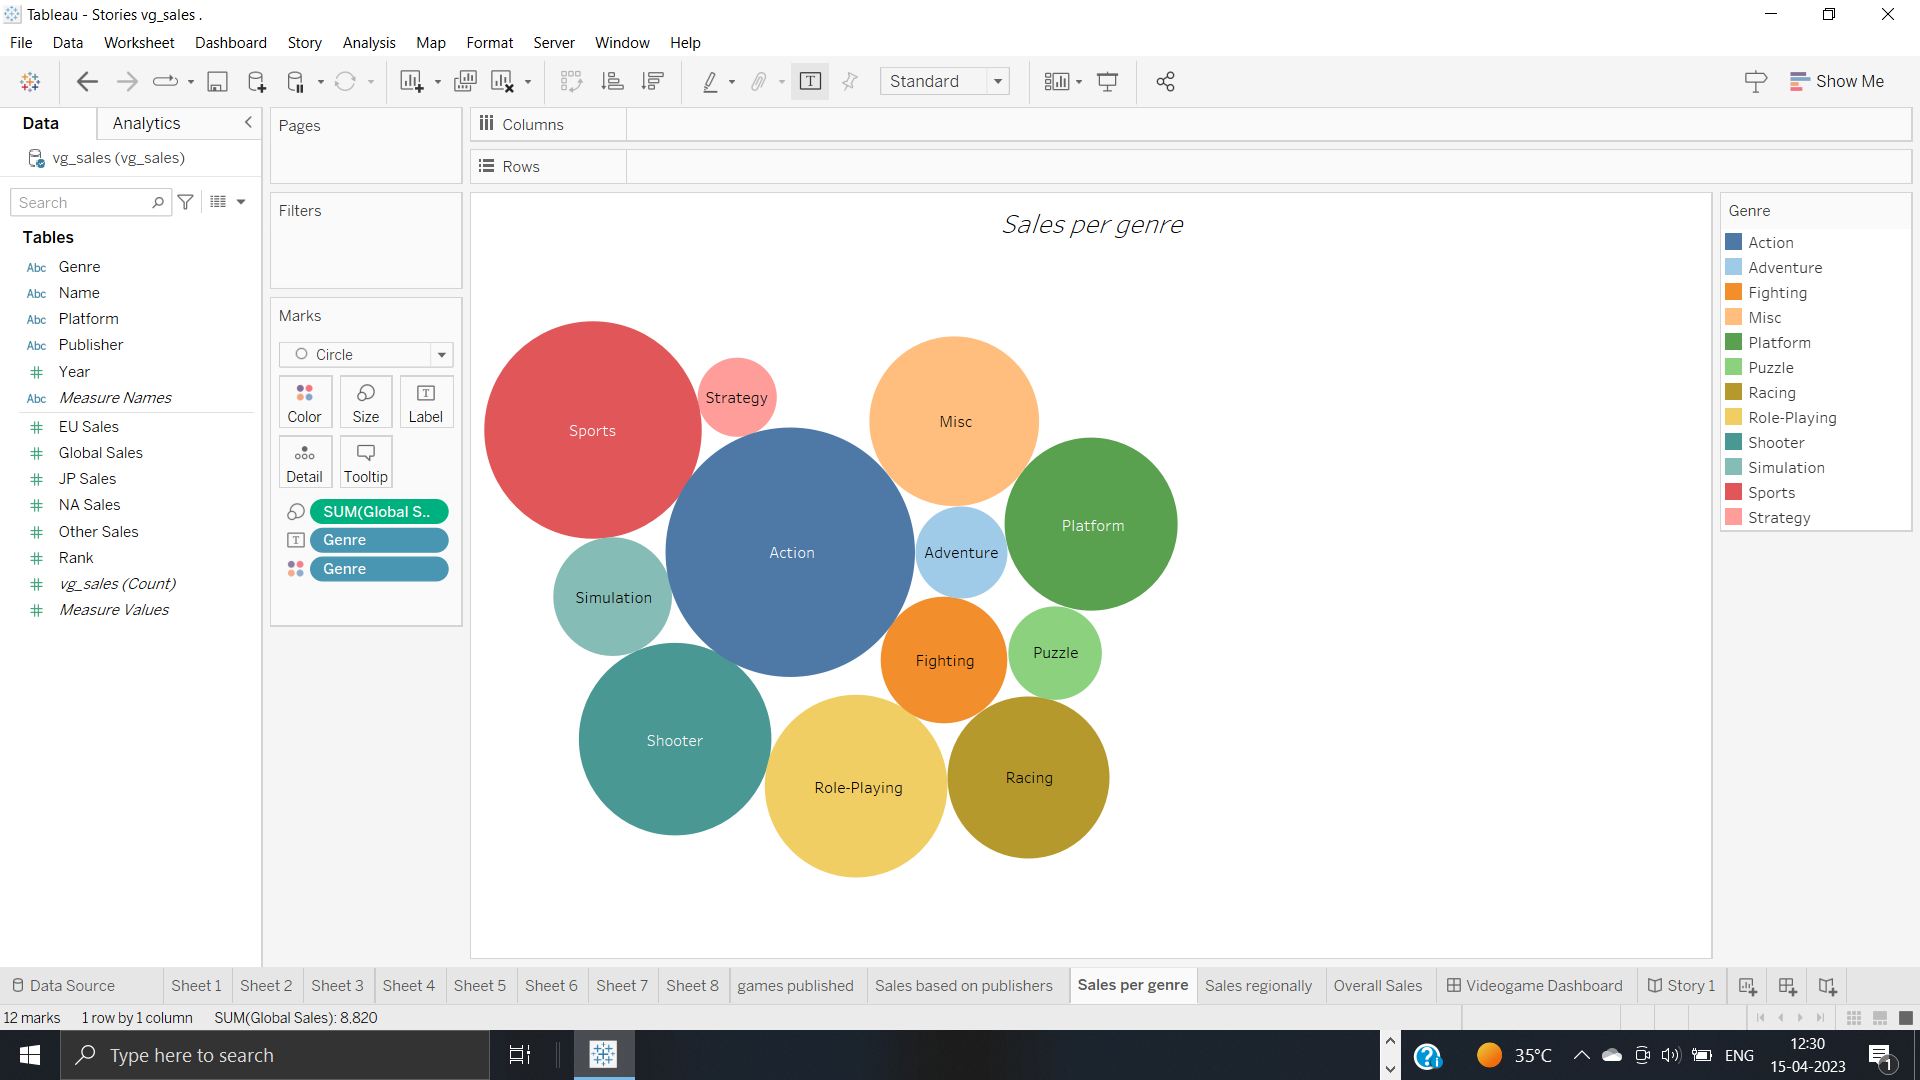 Tableau - Stories vg_sales .
File Data Worksheet Dashboard Story Analysis Map Format Server Window Help
Standard
Show Me
Data Analytics
Pages
Columns
vg_sales (vg_sales)
Rows
Search
Filters
Sales per genre
Genre
Tables
Abc Genre
Abc Name
Abc Platform
Abc Publisher
# Year
Abc Measure Names
# EU Sales
# Global Sales
# JP Sales
# NA Sales
# Other Sales
# Rank
# vg_sales (Count)
# Measure Values
Marks
Circle
Color Size Label
Detail Tooltip
SUM(Global S..
Genre
Genre
Sports
Strategy
Misc
Platform
Action
Adventure
Simulation
Fighting
Puzzle
Shooter
Role-Playing
Racing
Action
Adventure
Fighting
Misc
Platform
Puzzle
Racing
Role-Playing
Shooter
Simulation
Sports
Strategy
Data Source Sheet 1 Sheet 2 Sheet 3 Sheet 4 Sheet 5 Sheet 6 Sheet 7 Sheet 8 games published Sales based on publishers Sales per genre Sales regionally Overall Sales Videogame Dashboard Story 1
12 marks 1 row by 1 column SUM(Global Sales): 8,820
Type here to search
35°C
ENG
12:30
15-04-2023
1